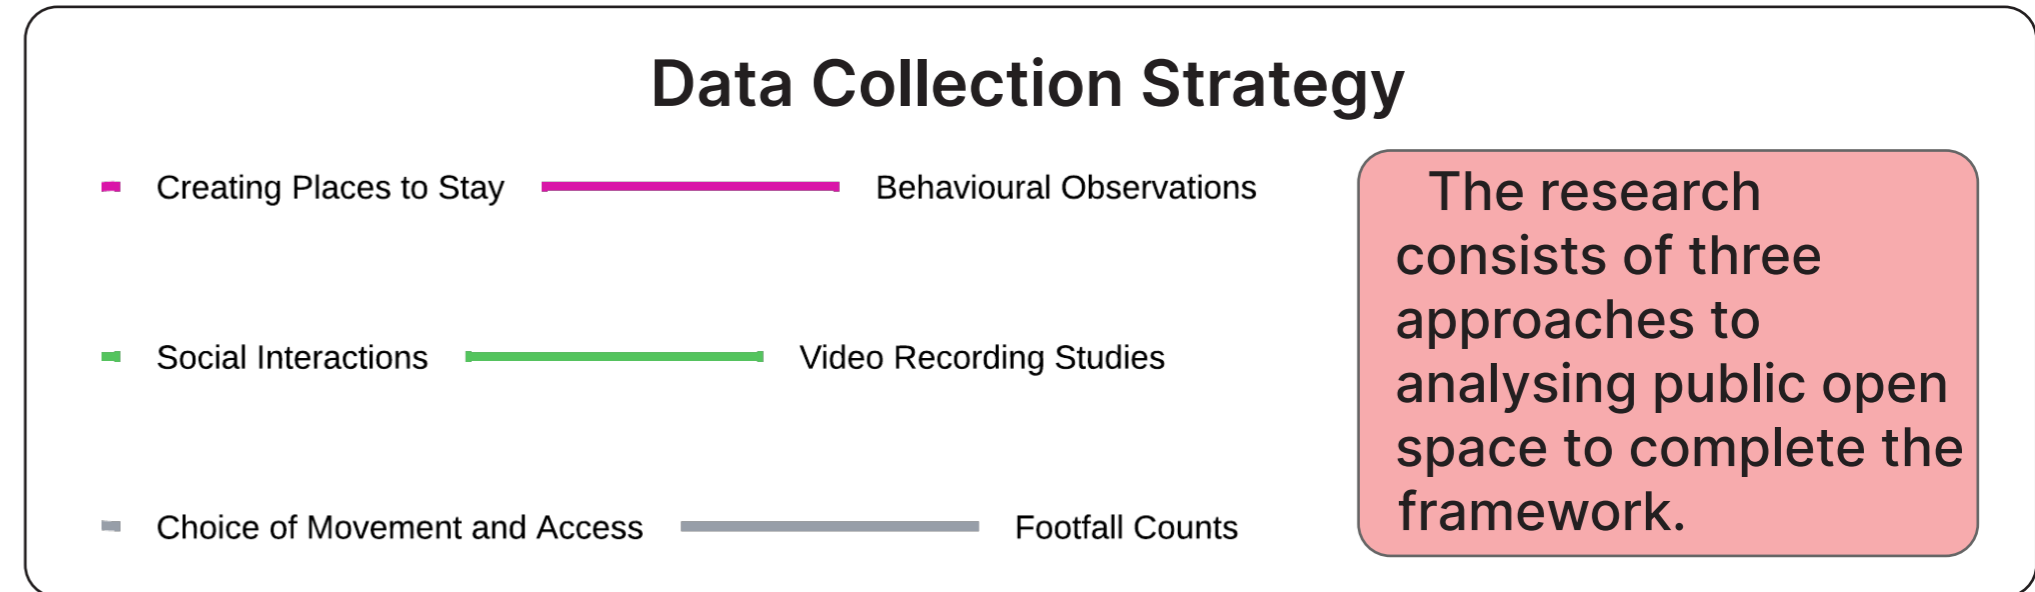 Data Collection Strategy
Creating Places to Stay Behavioural Observations
Social Interactions Video Recording Studies
Choice of Movement and Access Footfall Counts
The research
consists of three
approaches to
analysing public open
space to complete the
framework.